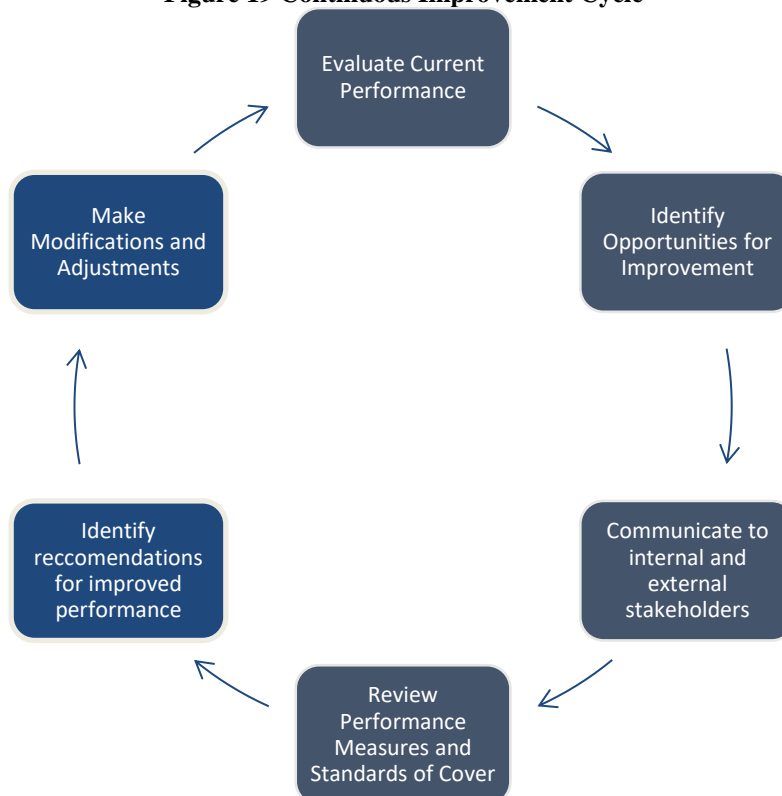 Figure 19 Continuous Improvement Cycle
Evaluate Current
Performance
Identify
Opportunities for
Improvement
Communicate to
internal and
external
stakeholders
Review
Performance
Measures and
Standards of Cover
Identify
reccomendations
for improved
performance
Make
Modifications and
Adjustments